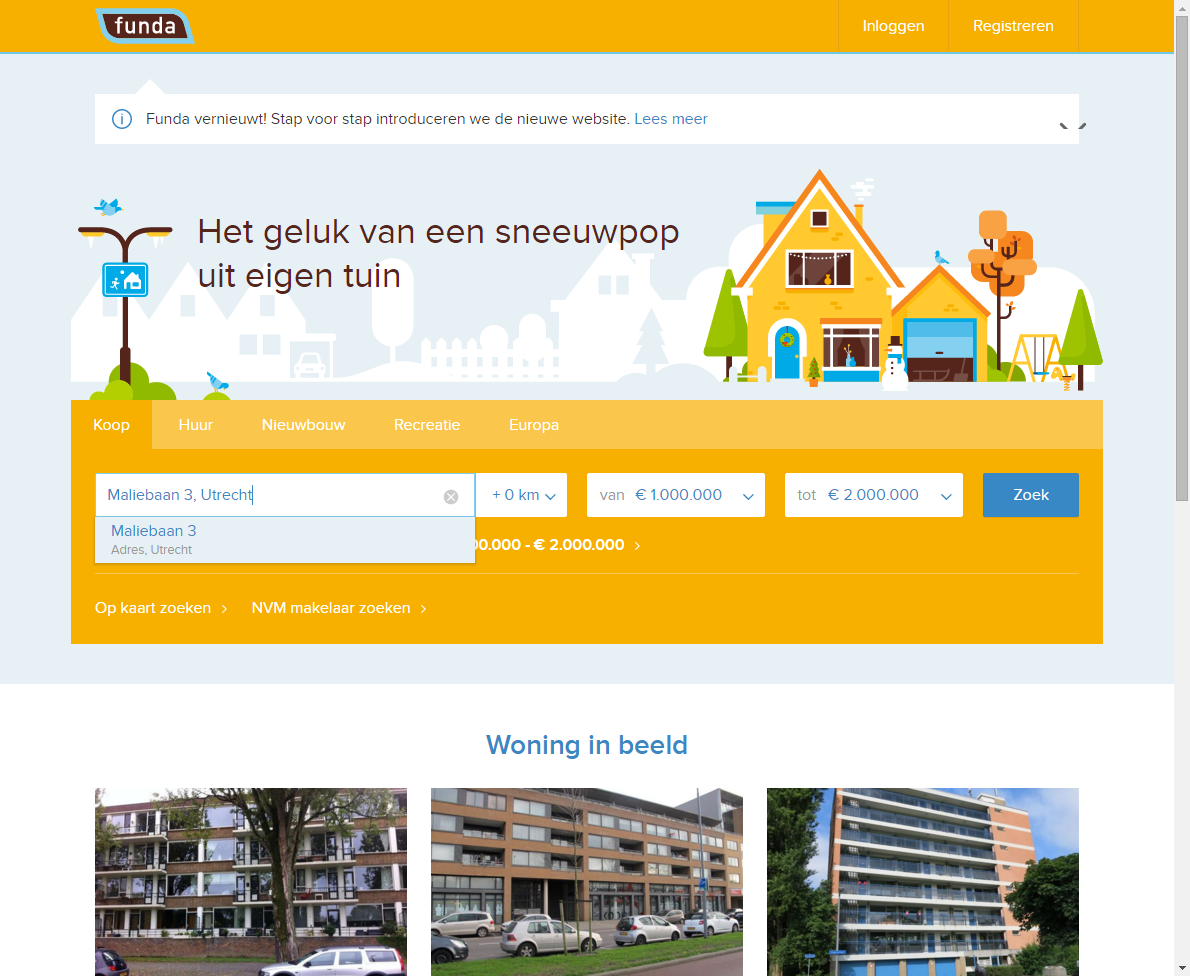 funda
Inloggen
Registreren
Funda vernieuwt! Stap voor stap introduceren we de nieuwe website. Lees meer
Het geluk van een sneeuwpop
uit eigen tuin
Koop
Huur
Nieuwbouw
Recreatie
Europa
Maliebaan 3, Utrecht
+ 0 km
van € 1.000.000
tot € 2.000.000
Zoek
Maliebaan 3
Adres, Utrecht
00.000 - € 2.000.000
Op kaart zoeken
NVM makelaar zoeken
Woning in beeld